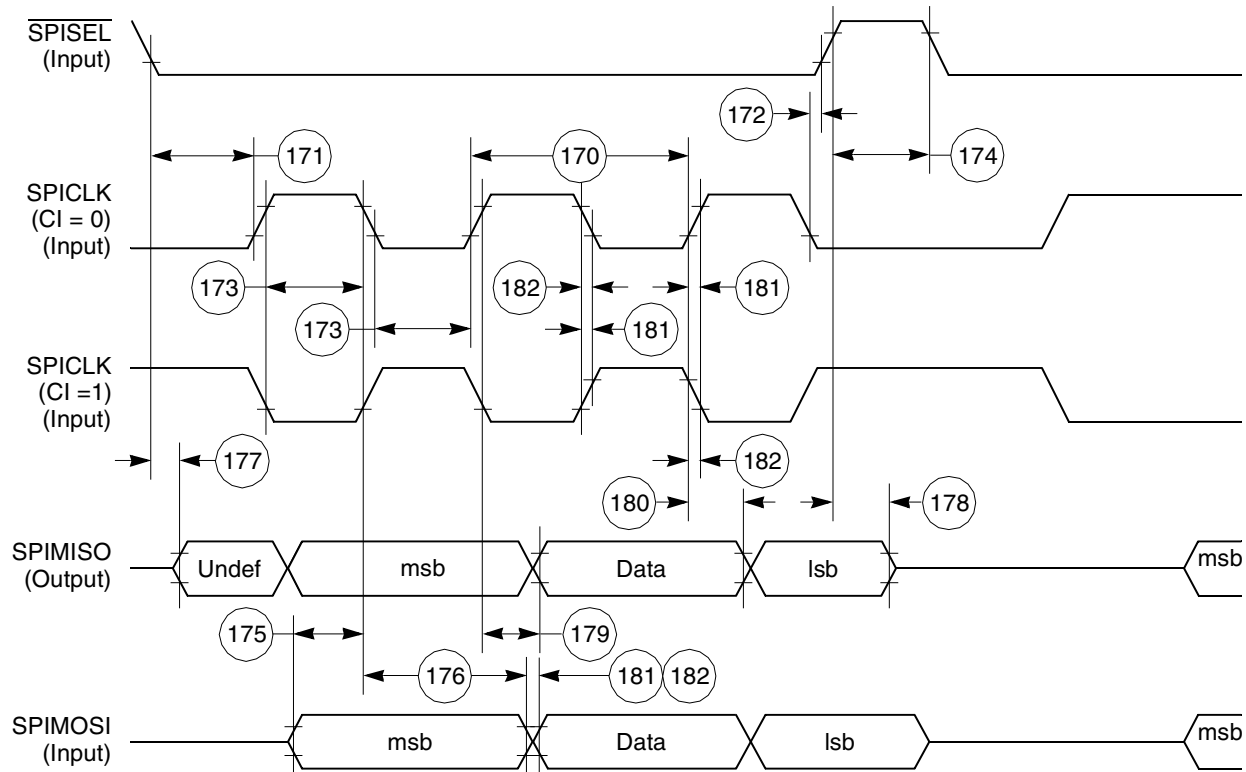 SPISEL
(Input)
172
171
170
174
SPICLK
(CI = 0)
(Input)
173
182
181
173
181
SPICLK
(CI =1)
(Input)
177
182
180
178
SPIMISO
(Output)
Undef
msb
Data
lsb
msb
175
179
176
181
182
SPIMOSI
(Input)
msb
Data
lsb
msb